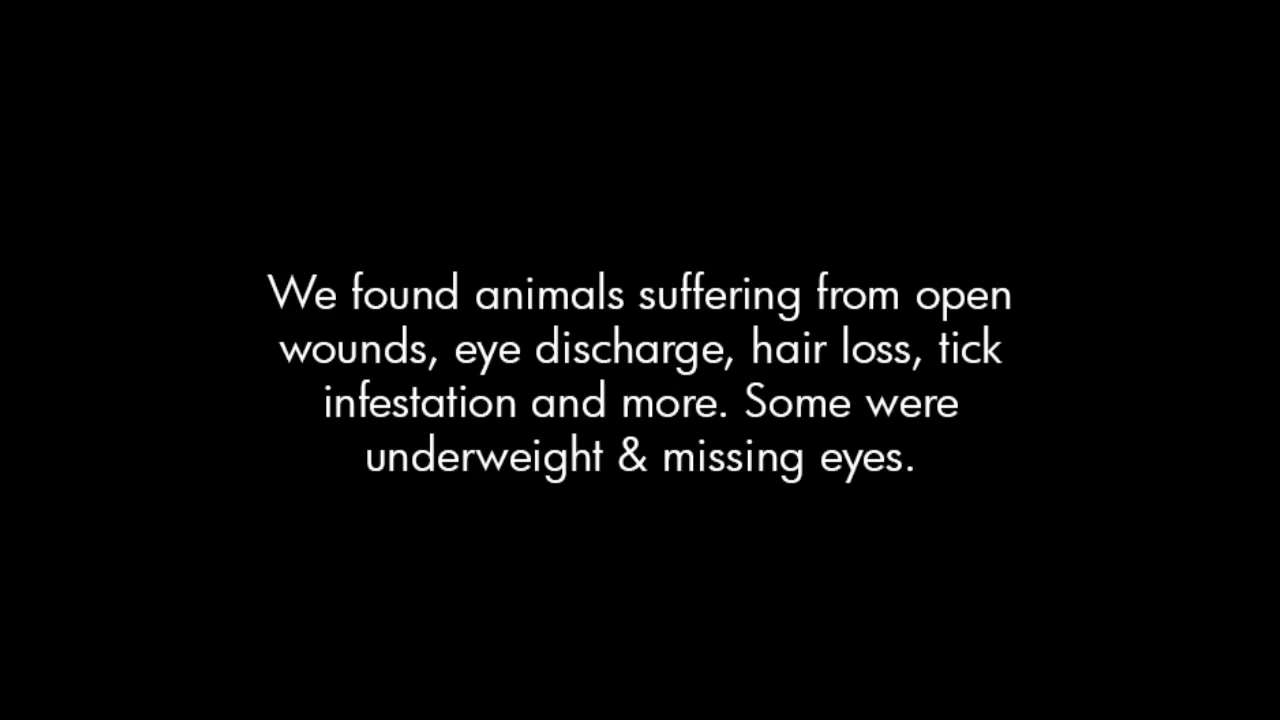 We found animals suffering from open
wounds, eye discharge, hair loss, tick
infestation and more. Some were
underweight & missing eyes.